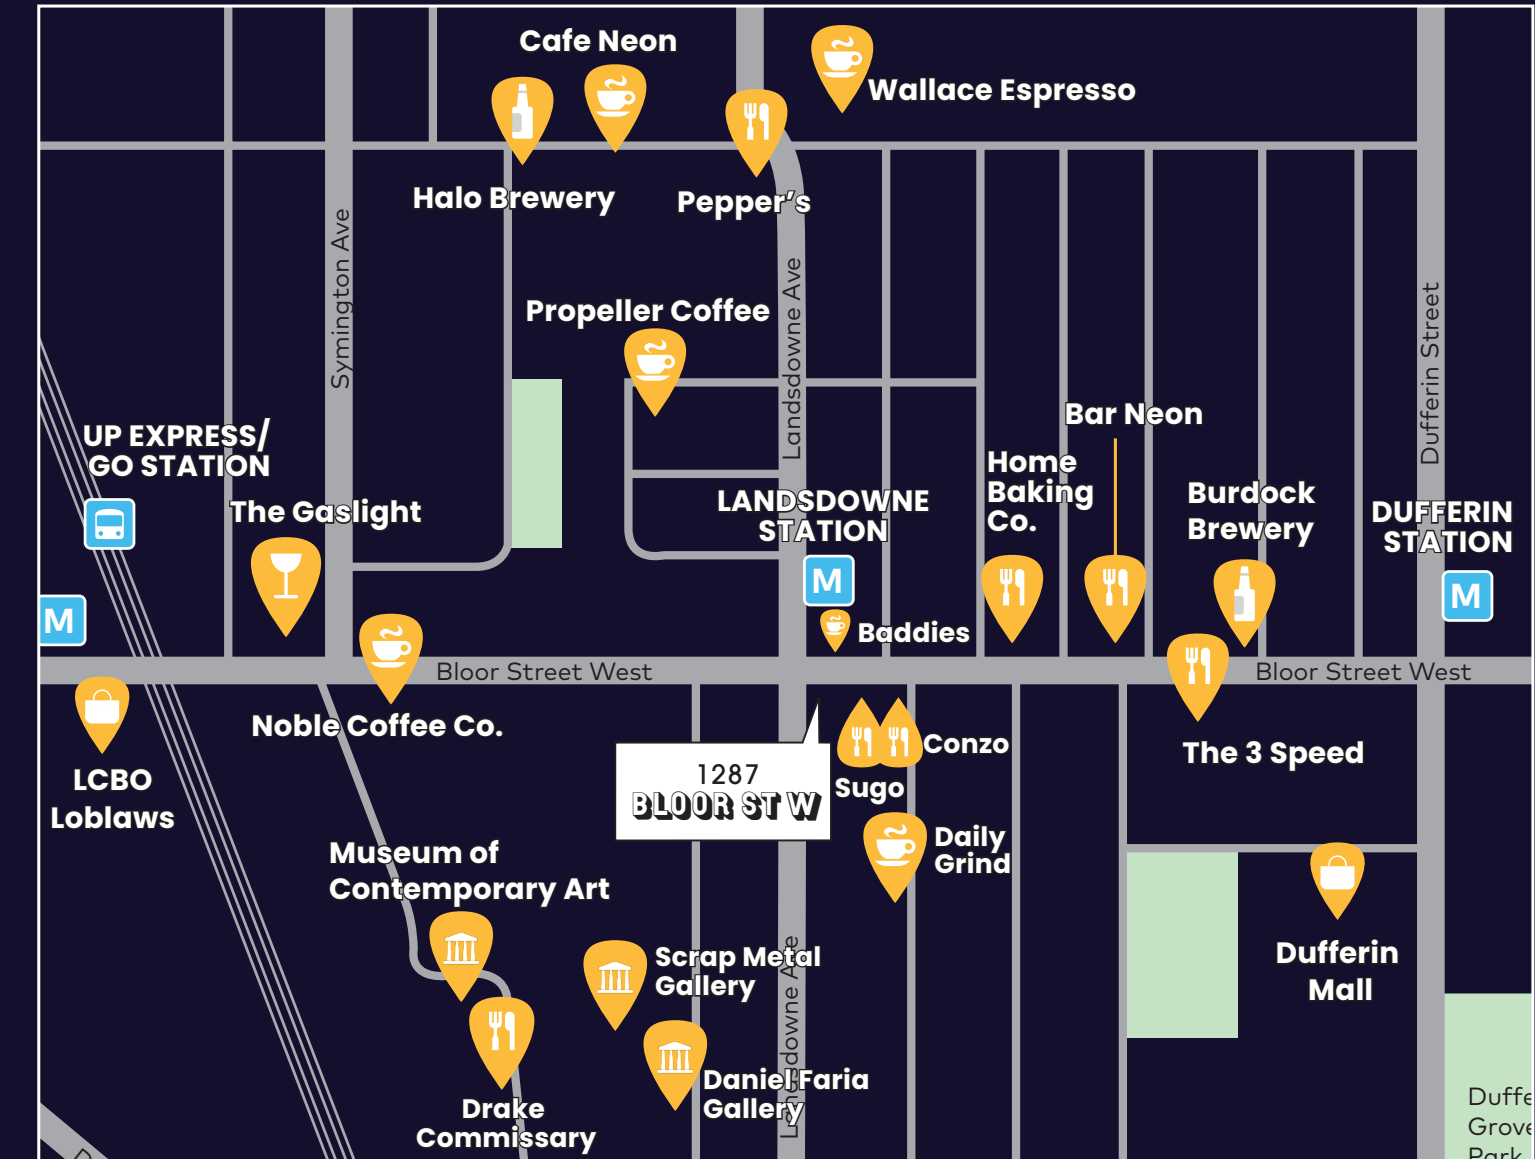 Cafe Neon
Wallace Espresso
Halo Brewery
Pepper's
Symington Ave
Landsdowne Ave
Dufferin Street
Propeller Coffee
Bar Neon
UP EXPRESS/
GO STATION
Home
Baking
Co.
Burdock
Brewery
LANDSDOWNE
STATION
The Gaslight
DUFFERIN
STATION
M
M
M
Baddies
Bloor Street West
Bloor Street West
Noble Coffee Co.
Conzo
The 3 Speed
1287
BLOOR ST W
Sugo
LCBO
Loblaws
Daily
Grind
Museum of
Contemporary Art
Dufferin
Mall
Scrap Metal
Gallery
Landsdowne Ave
Daniel Faria
Gallery
Drake
Commissary